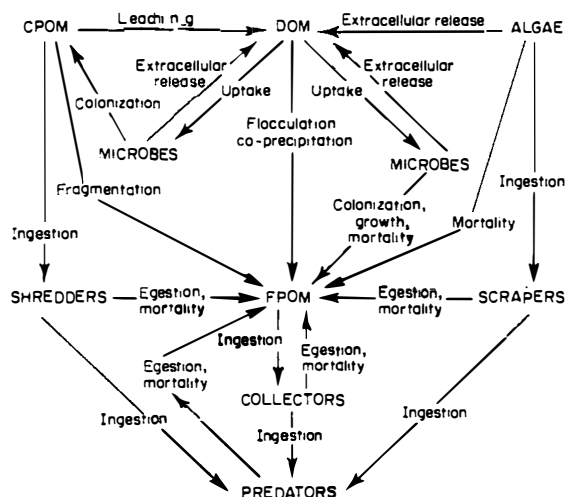 CPOM Leaching DOM Extracellular release ALGAE
Extracellular
release
Extracellular
release
Colonization
Uptake
Uptake
Flocculation
co-precipitation
MICROBES
MICROBES
Fragmentation
Ingestion
Colonization,
growth,
mortality
Mortality
Ingestion
SHREDDERS
Egestion,
mortality
FPOM
Egestion,
mortality
SCRAPERS
Egestion,
mortality
Ingestion
Egestion,
mortality
COLLECTORS
Ingestion
Ingestion
Ingestion
PREDATORS